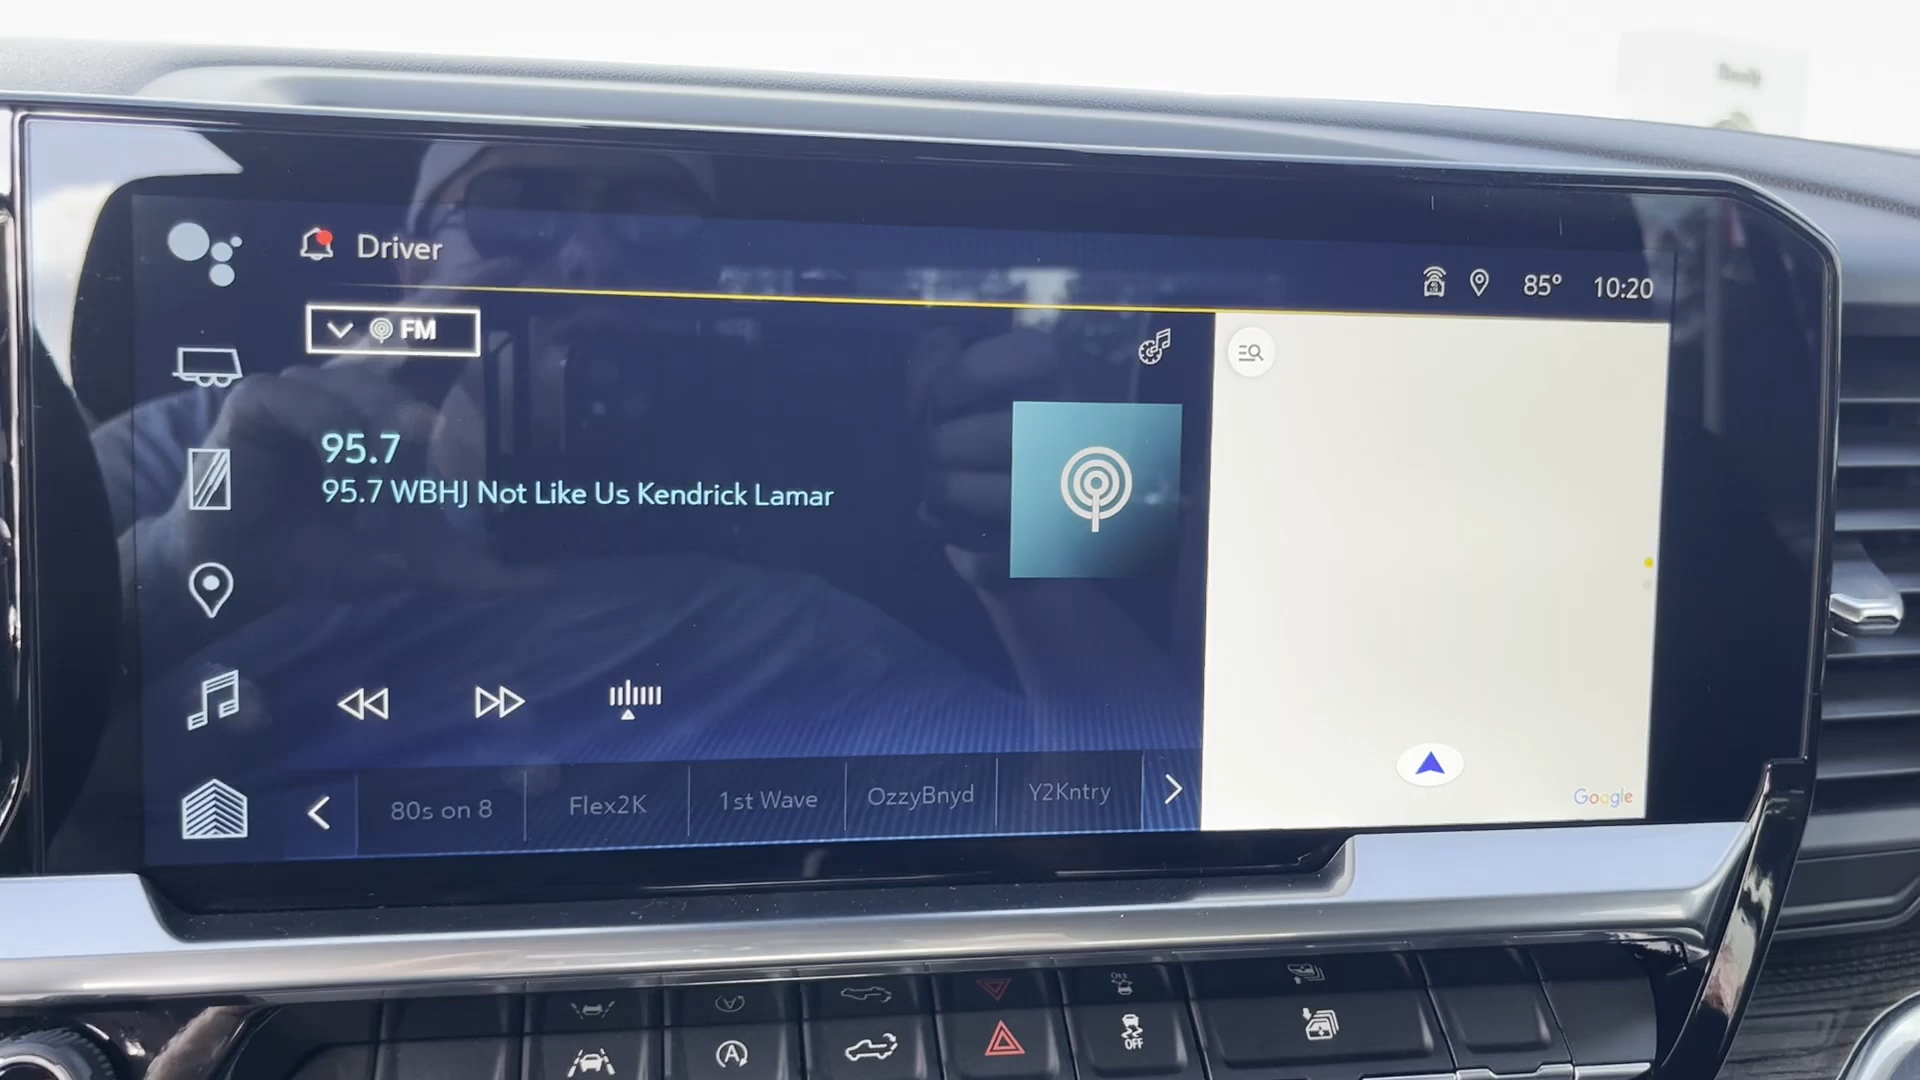 Driver
85° 10:20
FM
95.7
95.7 WBHJ Not Like Us Kendrick Lamar
80s on 8 Flex2K 1st Wave OzzyBnyd Y2Kntry
Google
A
OFF